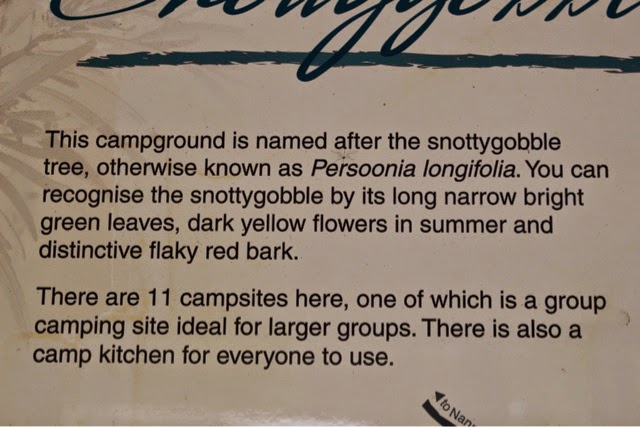 This campground is named after the snottygobble
tree, otherwise known as Persoonia longifolia. You can
recognise the snottygobble by its long narrow bright
green leaves, dark yellow flowers in summer and
distinctive flaky red bark.
There are 11 campsites here, one of which is a group
camping site ideal for larger groups. There is also a
camp kitchen for everyone to use.
to